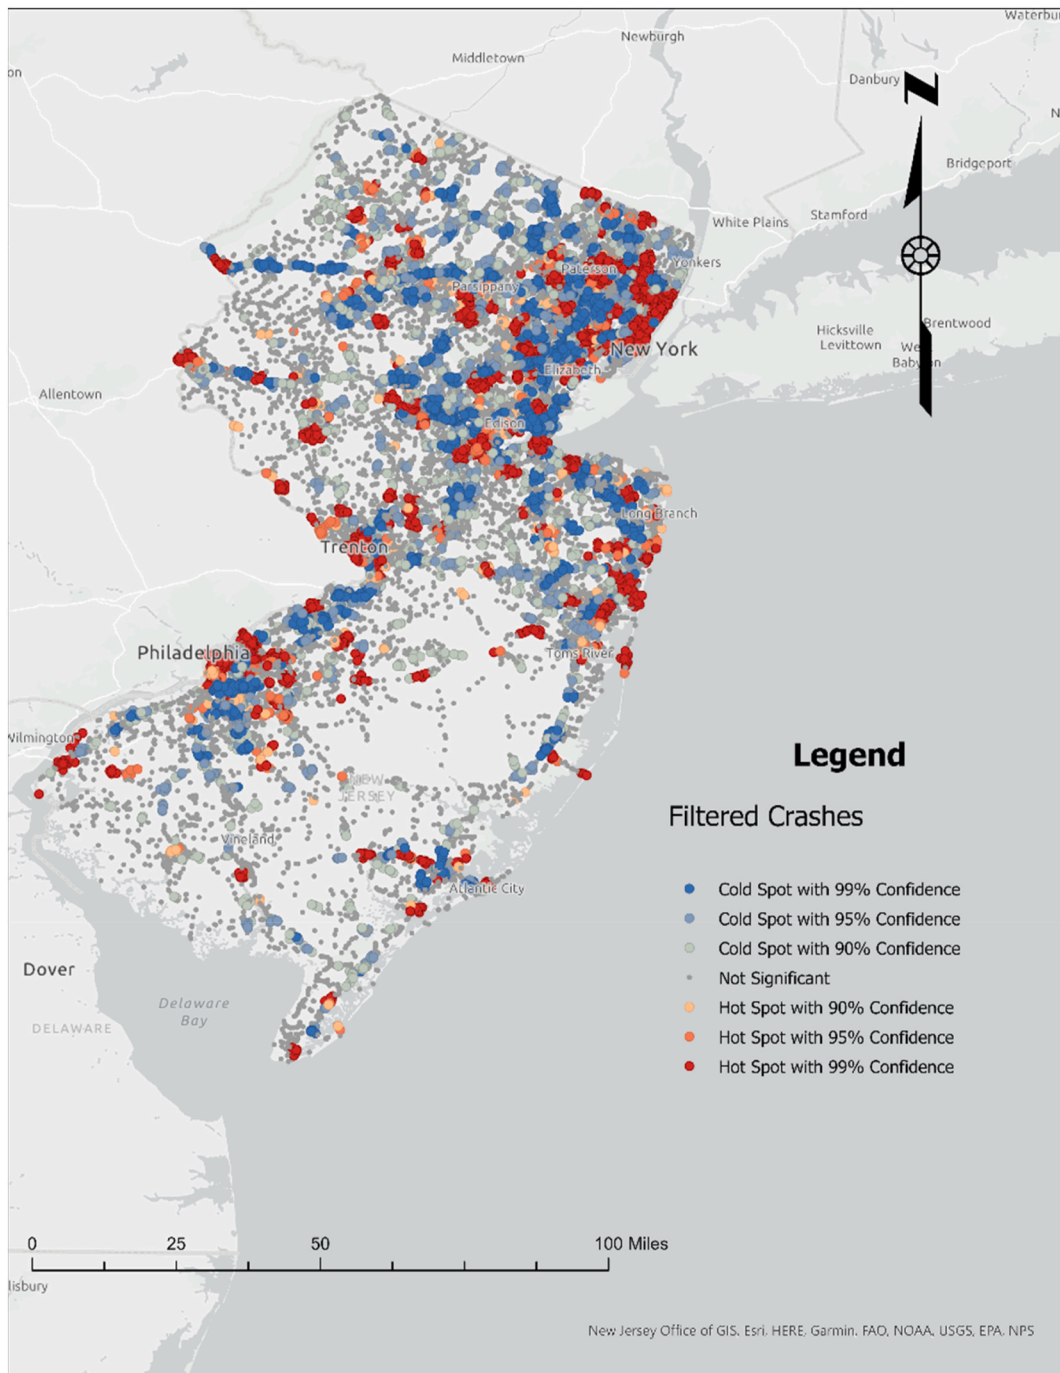 Waterbu
Newburgh
Middletown
on
Danbury
N
N
Bridgeport
Stamford
White Plains
Yonkers
Paterson
Parsippany
Brentwood
Hicksville
Levittown
We
Babylon
New York
Elizabeth
Allentown
Edison
Long Branch
Trenton
Philadelphia
Toms River
Wilmington
NEW
JERSEY
Vineland
Atlantic City
Legend
Filtered Crashes
Cold Spot with 99% Confidence
Cold Spot with 95% Confidence
Cold Spot with 90% Confidence
Not Significant
Hot Spot with 90% Confidence
Hot Spot with 95% Confidence
Hot Spot with 99% Confidence
Dover
DELAWARE
Delaware
Bay
0 25 50 100 Miles
lisbury
New Jersey Office of GIS, Esri, HERE, Garmin, FAO, NOAA, USGS, EPA, NPS